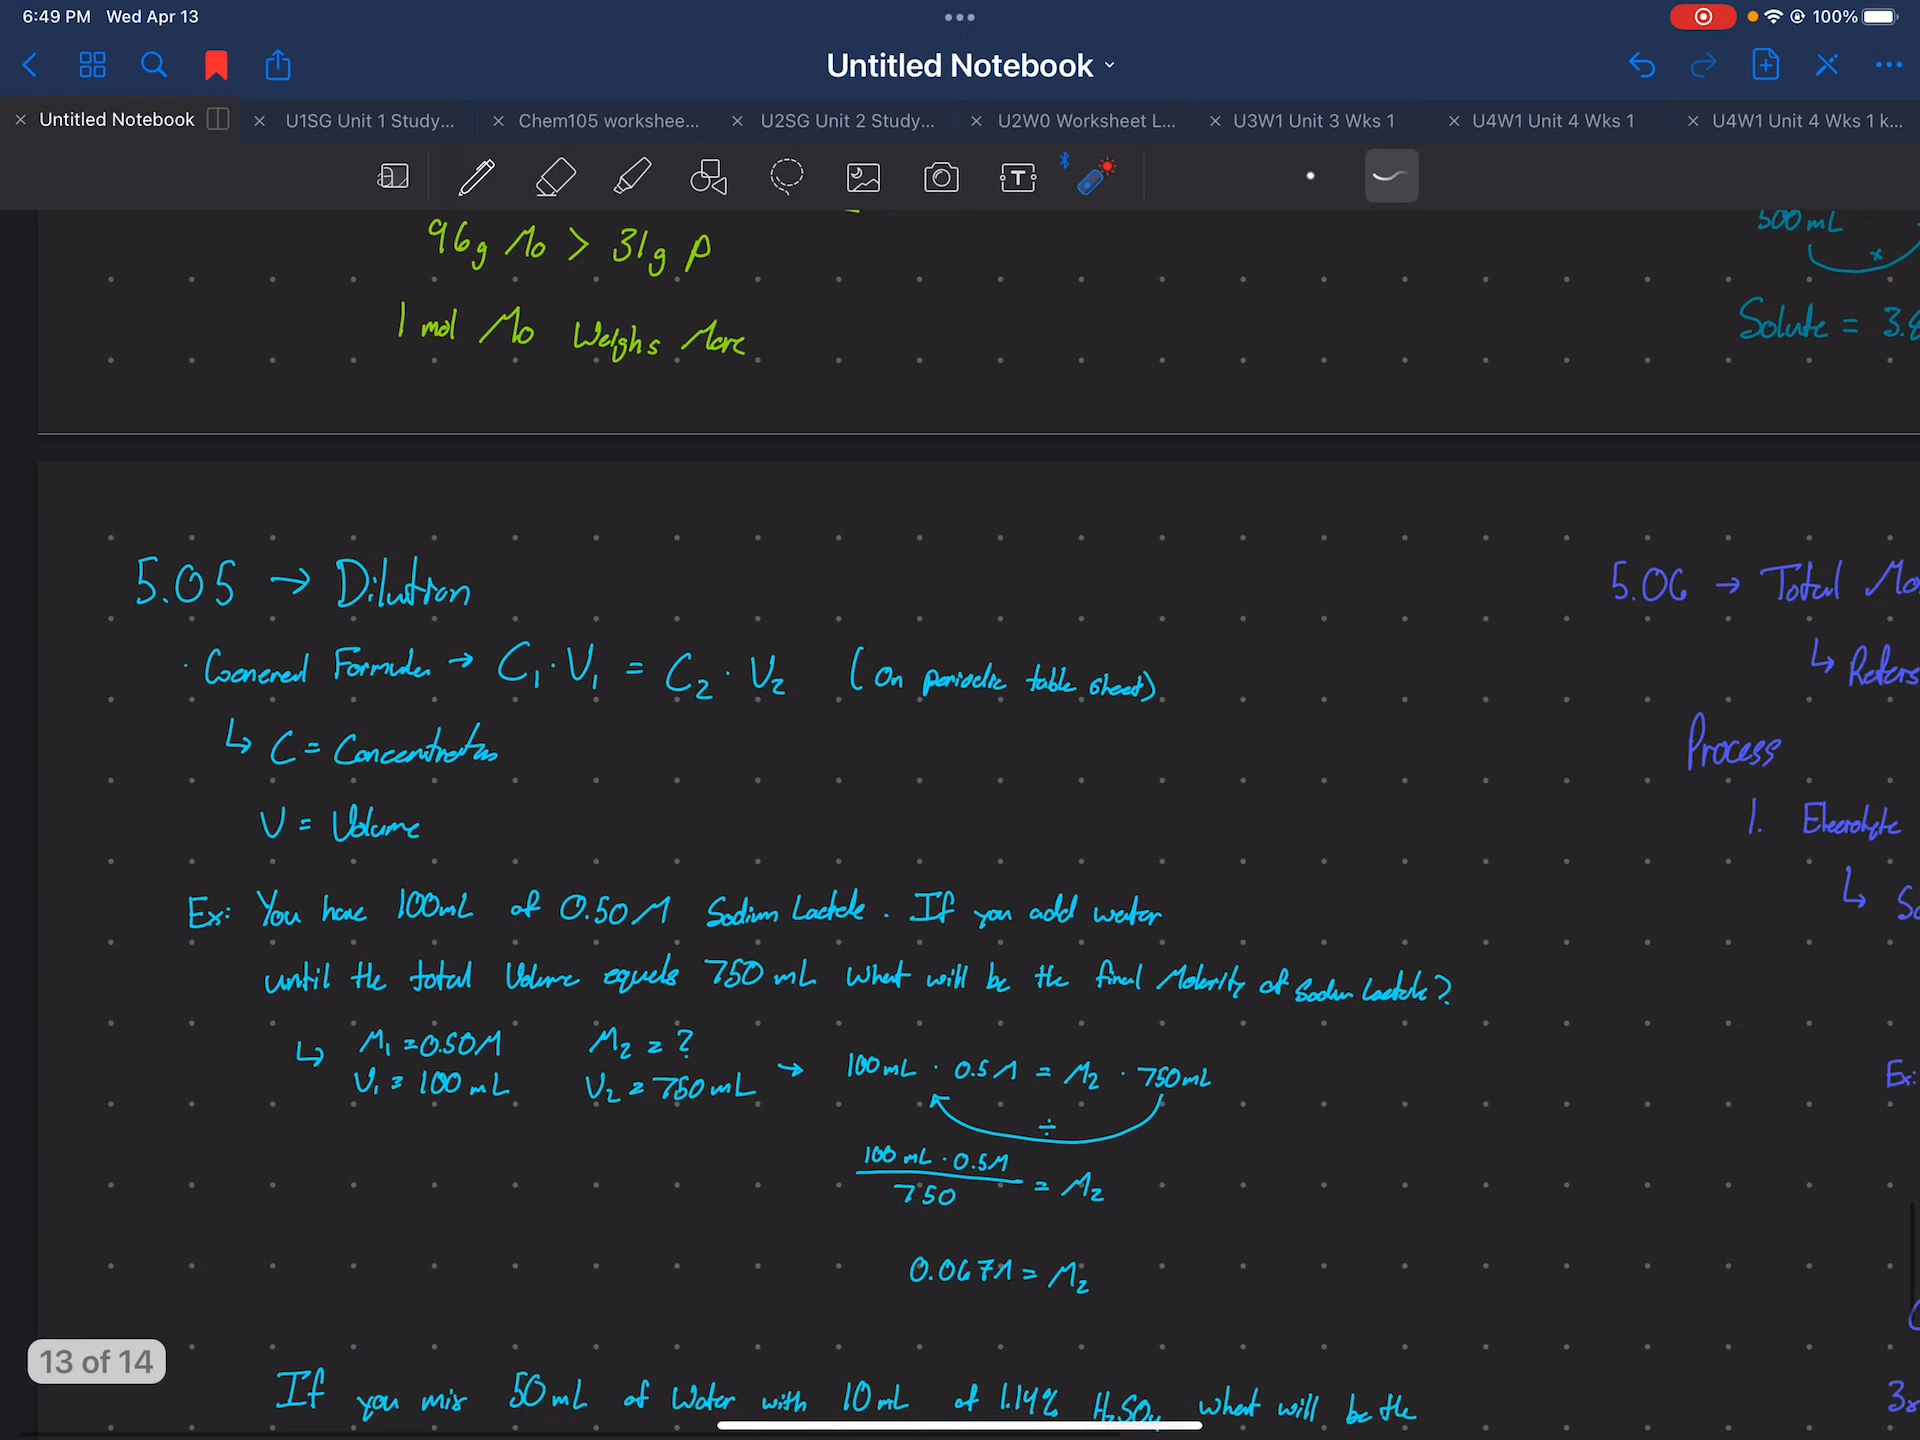 6:49 PM Wed Apr 13
100%
Untitled Notebook
Untitled Notebook
U1SG Unit 1 Study...
Chem105 workshee...
U2SG Unit 2 Study...
U2W0 Worksheet L...
U3W1 Unit 3 Wks 1
U4W1 Unit 4 Wks 1
U4W1 Unit 4 Wks 1 k...
96g Mo > 31g P
1 mol Mo Weighs More
500 mL
x
Solute = 3.
5.05 → Dilution
· General Formula → C₁ · V₁ = C₂ · V₂ (On periodic table sheet)
↳ C = Concentration
V = Volume
Ex: You have 100mL of 0.50M Sodium Lactate. If you add water
until the total Volume equals 750 mL what will be the final Molarity of Sodium Lactate?
↳ M₁ = 0.50M M₂ = ?
V₁ = 100 mL V₂ = 750 mL → 100mL · 0.5M = M₂ · 750mL
÷
100 mL · 0.5M
750 = M₂
0.067M = M₂
If you mix 50mL of Water with 10mL of 1.14% H₂SO₄ what will be the
5.06 → Total Mo
↳ Refers
Process
1. Electrolyte
↳ So
Ex:
13 of 14